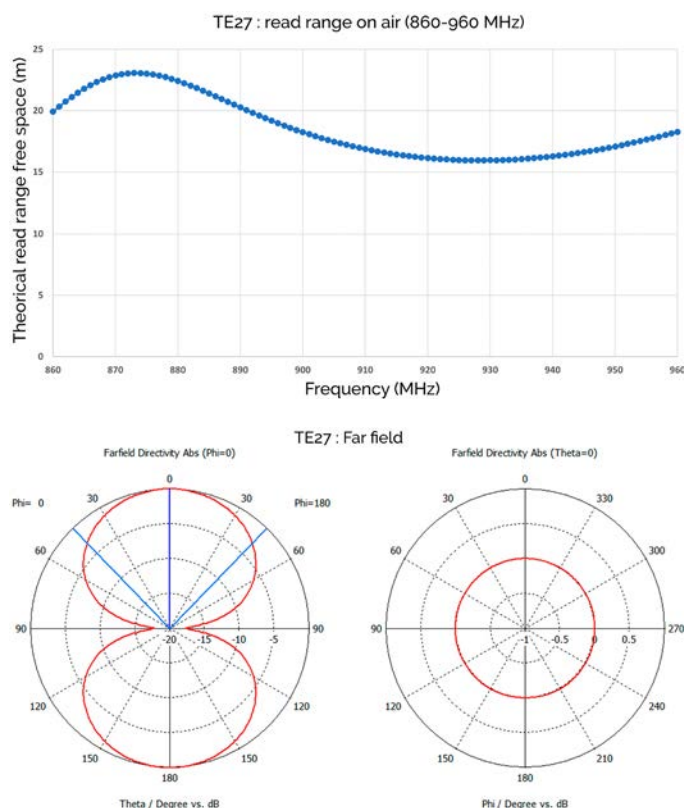 TE27 : read range on air (860-960 MHz)
Theorical read range free space (m)
25
20
15
10
5
0
860 870 880 890 900 910 920 930 940 950 960
Frequency (MHz)
TE27 : Far field
Farfield Directivity Abs (Phi=0)
0
30 30
Phi= 0 Phi=180
60 60
90 -20 -15 -10 -5 90
120 120
150 150
180
Theta / Degree vs. dB
Farfield Directivity Abs (Theta=0)
0
30 330
60 300
90 -1 -0.5 0 0.5 270
120 240
150 210
180
Phi / Degree vs. dB